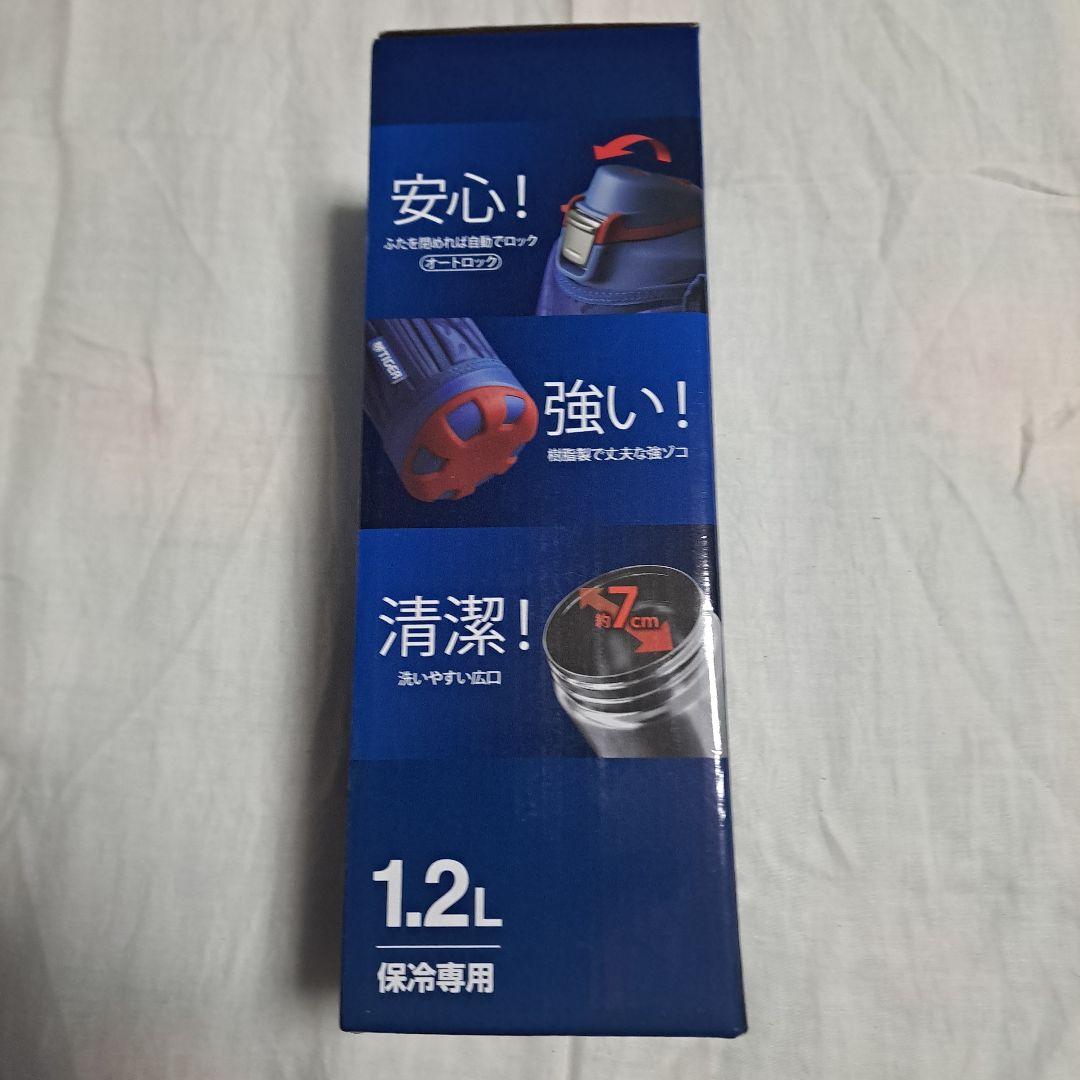 安心!
ふたを閉めれば自動でロック
オートロック
TIGER
強い!
樹脂製で丈夫な強ゾコ
約7cm
清潔!
洗いやすい広口
1.2L
保冷専用